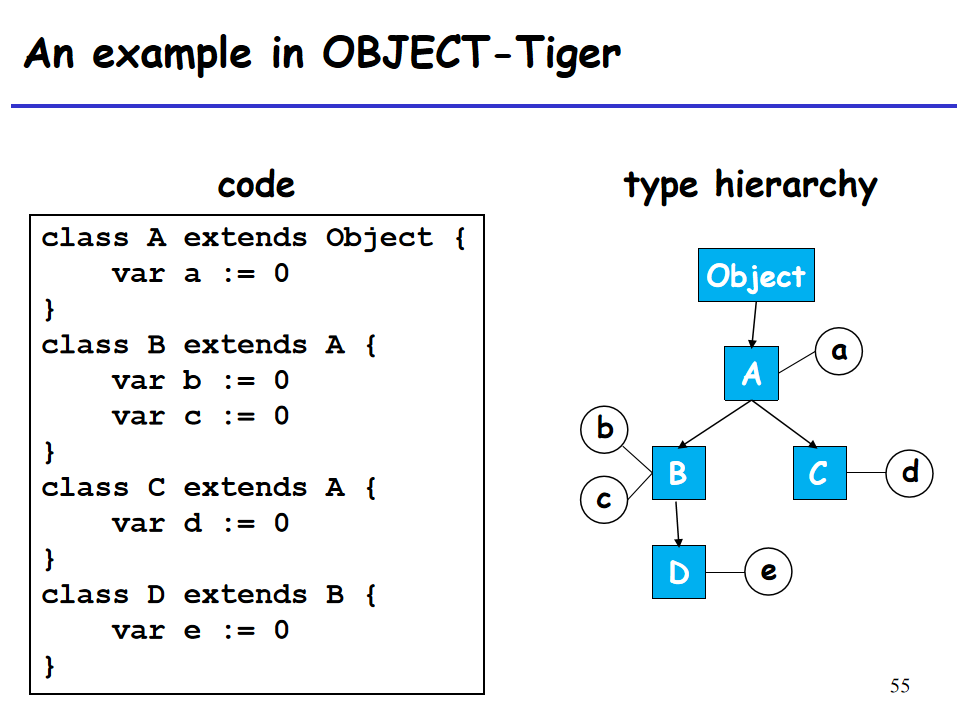 An example in OBJECT-Tiger
code
class A extends Object {
    var a := 0
}
class B extends A {
    var b := 0
    var c := 0
}
class C extends A {
    var d := 0
}
class D extends B {
    var e := 0
}
type hierarchy
Object
A
a
b
B
c
C
d
D
e
55